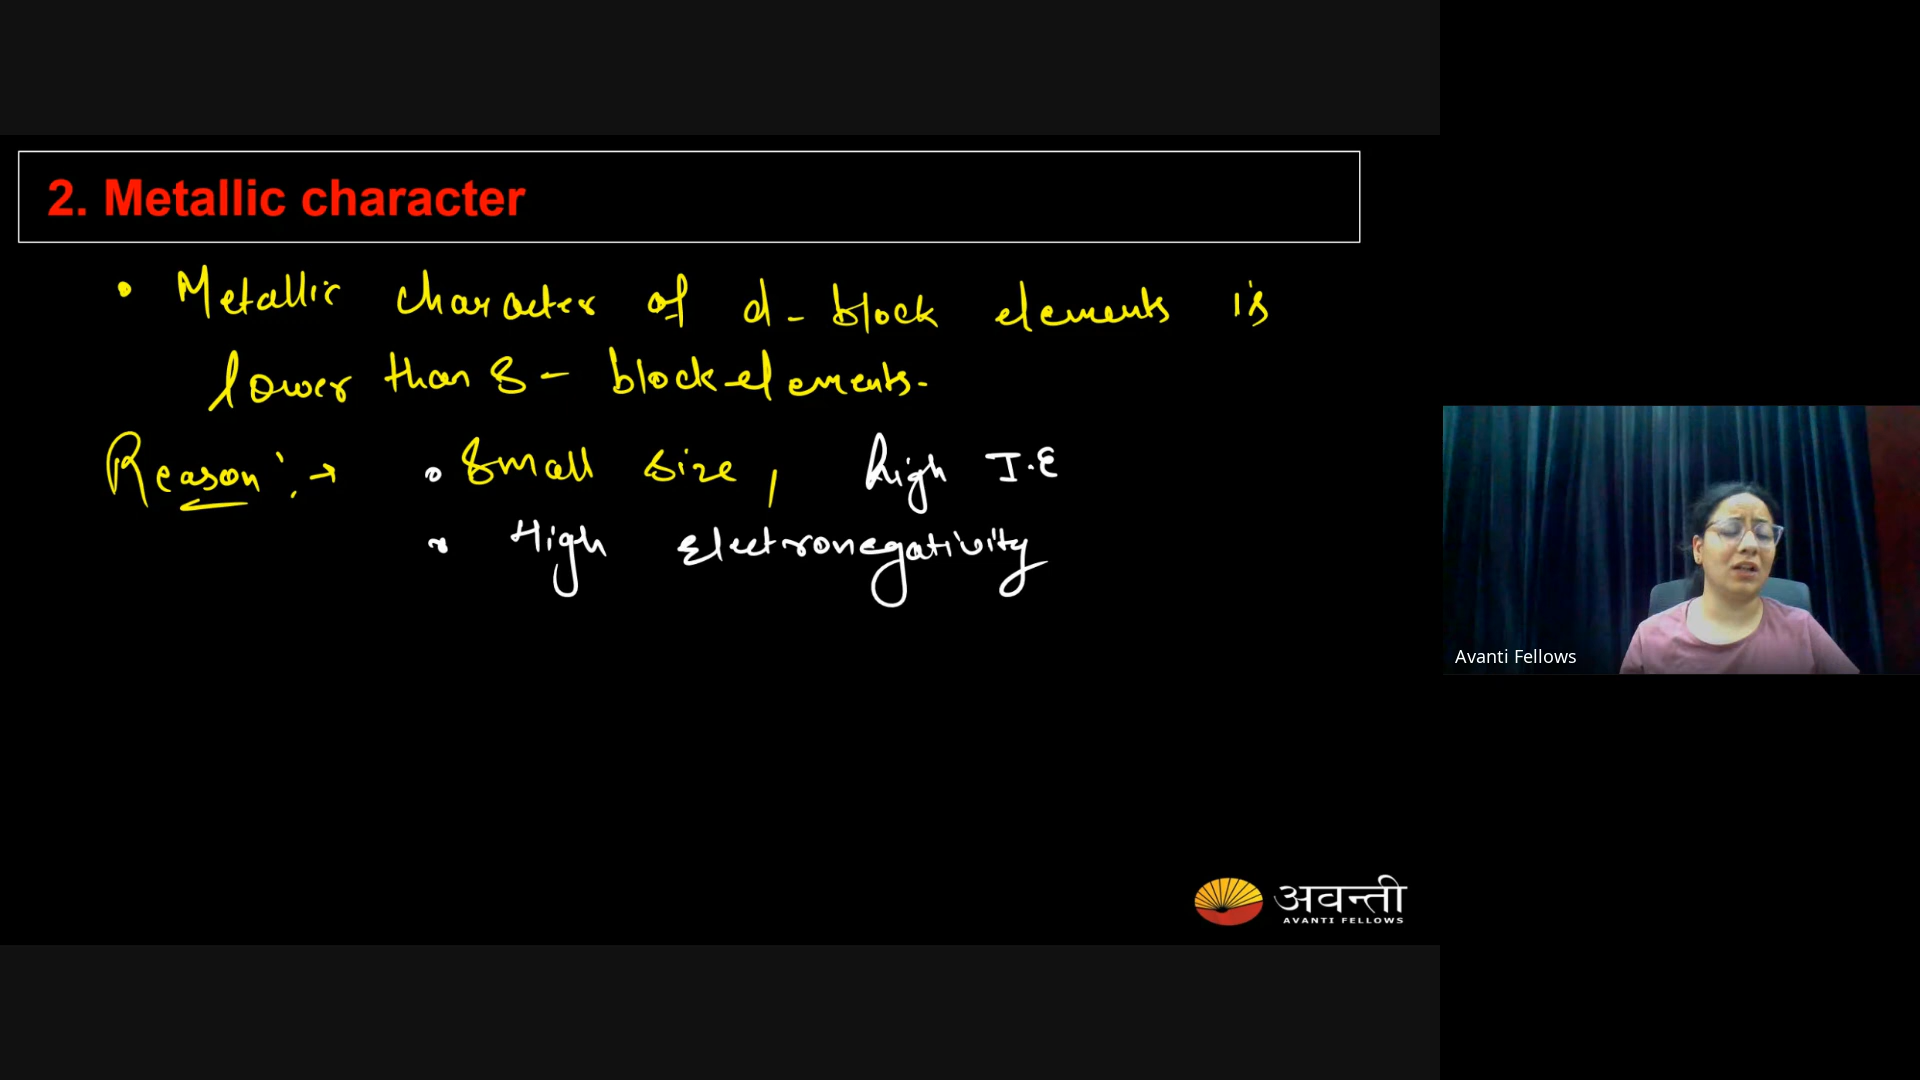 2. Metallic character
• Metallic character of d-block elements is
lower than s- block elements.
Reason :→ • Small size, high I.E
• High Electronegativity
Avanti Fellows
अवन्ती
AVANTI FELLOWS